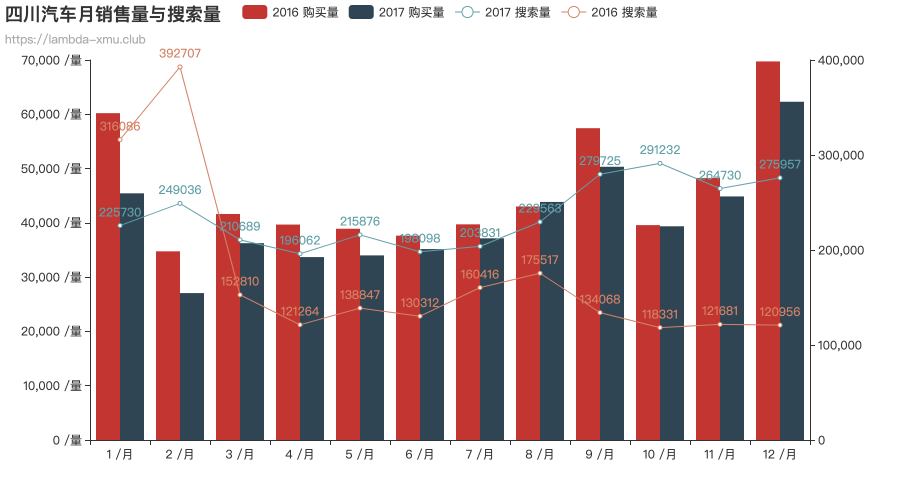 四川汽车月销售量与搜索量
https://lambda-xmu.club
2016 购买量 2017 购买量 2017 搜索量 2016 搜索量
70,000 /量
60,000 /量
50,000 /量
40,000 /量
30,000 /量
20,000 /量
10,000 /量
0 /量
400,000
300,000
200,000
100,000
0
316086 392707 152810 121264 138847 130312 160416 175517 134068 118331 121681 120956
225730 249036 210689 196062 215876 198098 203831 229563 279725 291232 264730 275957
1 /月 2 /月 3 /月 4 /月 5 /月 6 /月 7 /月 8 /月 9 /月 10 /月 11 /月 12 /月